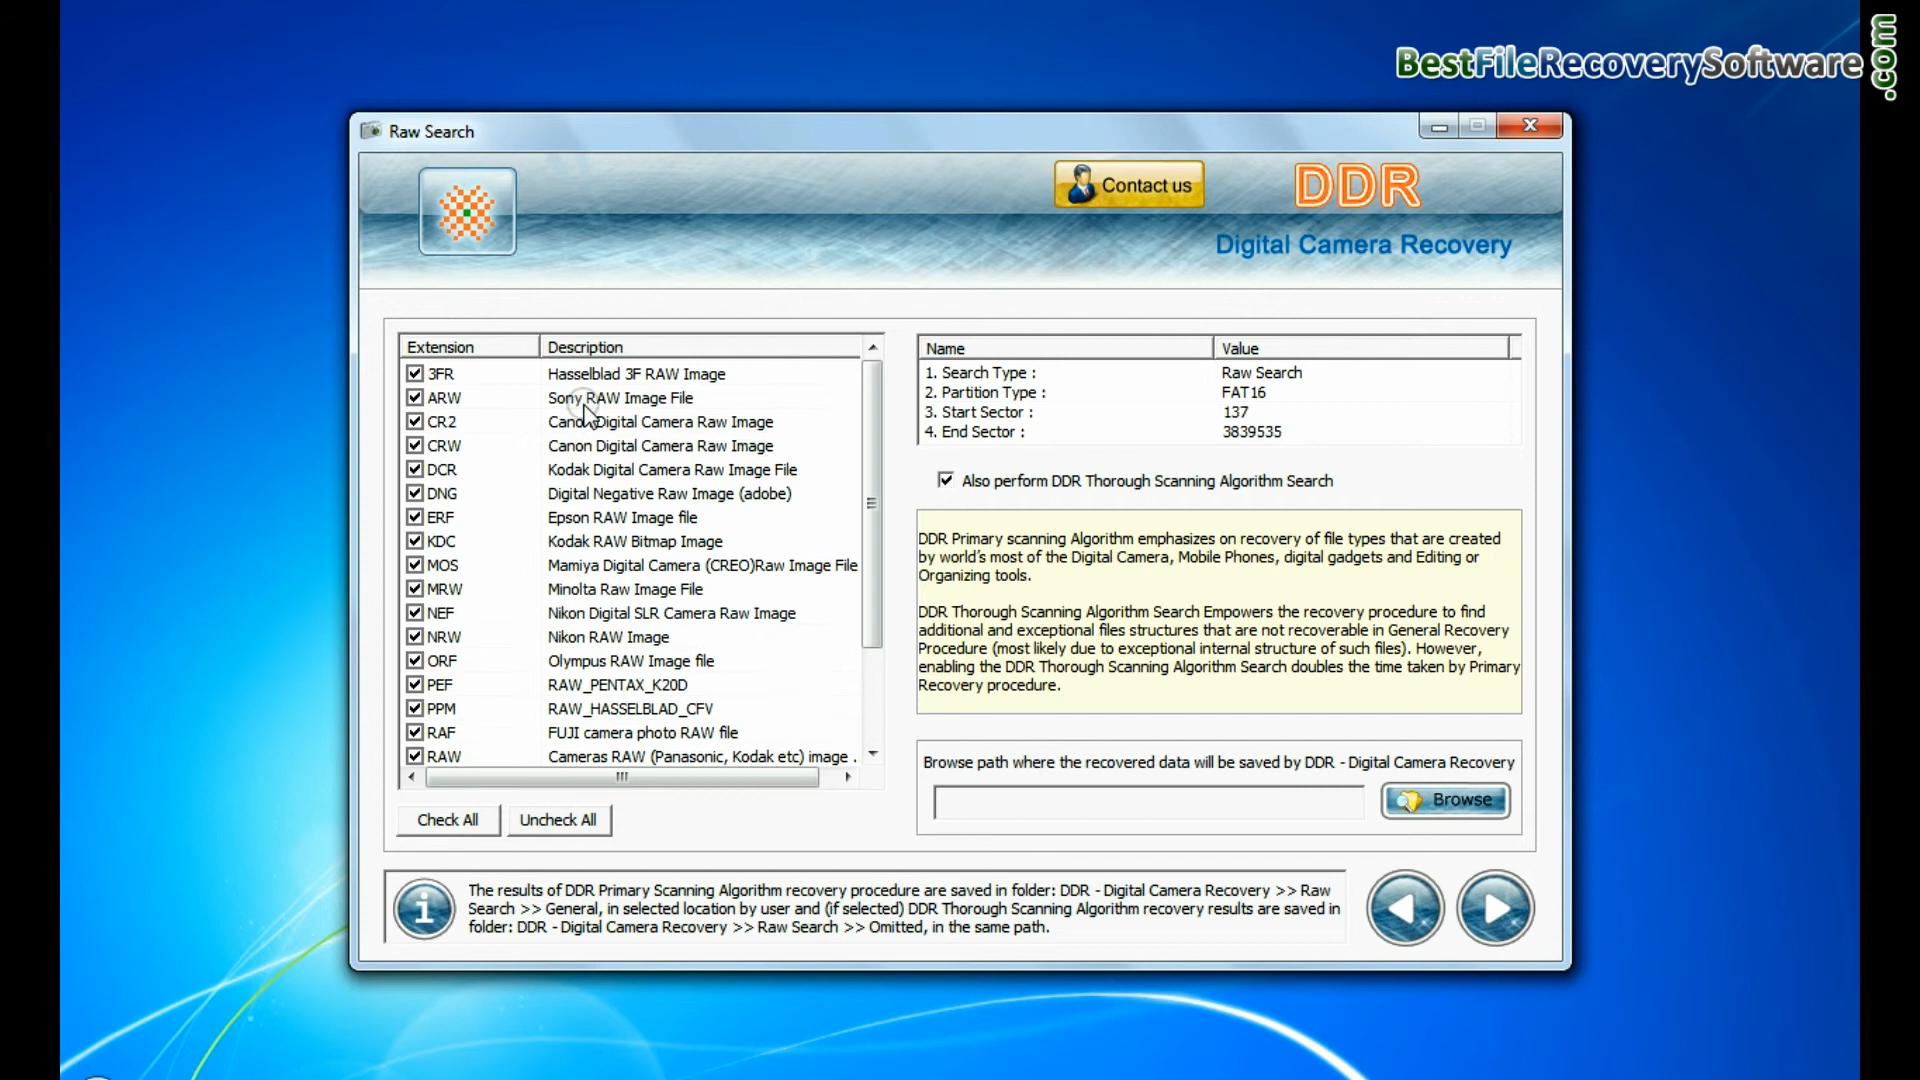 BestFileRecoverySoftware.com
Raw Search
Contact us
DDR
Digital Camera Recovery
Extension Description
3FR Hasselblad 3F RAW Image
ARW Sony RAW Image File
CR2 Canon Digital Camera Raw Image
CRW Canon Digital Camera Raw Image
DCR Kodak Digital Camera Raw Image File
DNG Digital Negative Raw Image (adobe)
ERF Epson RAW Image file
KDC Kodak RAW Bitmap Image
MOS Mamiya Digital Camera (CREO)Raw Image File
MRW Minolta Raw Image File
NEF Nikon Digital SLR Camera Raw Image
NRW Nikon RAW Image
ORF Olympus RAW Image file
PEF RAW_PENTAX_K20D
PPM RAW_HASSELBLAD_CFV
RAF FUJI camera photo RAW file
RAW Cameras RAW (Panasonic, Kodak etc) image .
Check All Uncheck All
Name Value
1. Search Type : Raw Search
2. Partition Type : FAT16
3. Start Sector : 137
4. End Sector : 3839535
Also perform DDR Thorough Scanning Algorithm Search
DDR Primary scanning Algorithm emphasizes on recovery of file types that are created
by world's most of the Digital Camera, Mobile Phones, digital gadgets and Editing or
Organizing tools.
DDR Thorough Scanning Algorithm Search Empowers the recovery procedure to find
additional and exceptional files structures that are not recoverable in General Recovery
Procedure (most likely due to exceptional internal structure of such files). However,
enabling the DDR Thorough Scanning Algorithm Search doubles the time taken by Primary
Recovery procedure.
Browse path where the recovered data will be saved by DDR - Digital Camera Recovery
Browse
The results of DDR Primary Scanning Algorithm recovery procedure are saved in folder: DDR - Digital Camera Recovery >> Raw
Search >> General, in selected location by user and (if selected) DDR Thorough Scanning Algorithm recovery results are saved in
folder: DDR - Digital Camera Recovery >> Raw Search >> Omitted, in the same path.